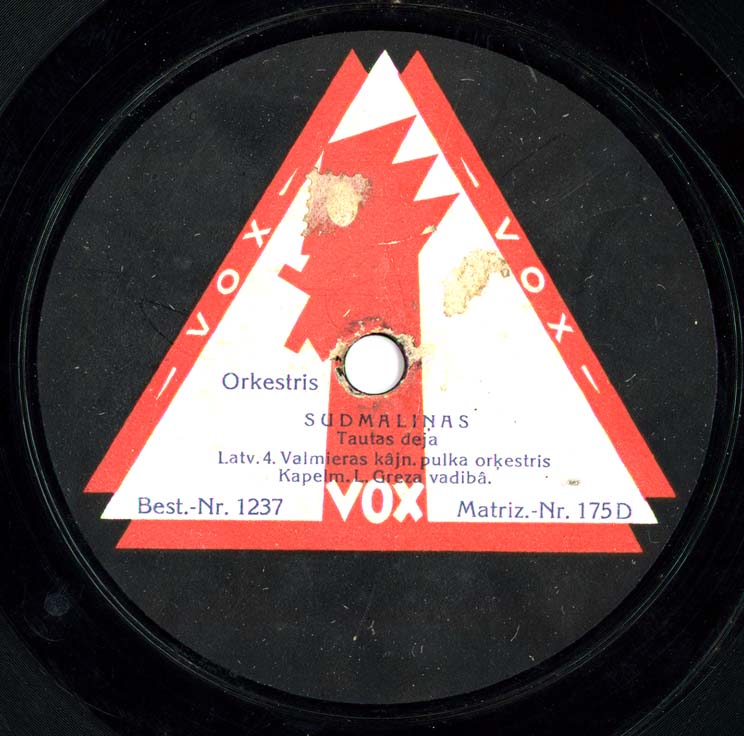 — VOX —
— VOX —
Orkestris
SUDMALIŅAS
Tautas deja
Latv. 4. Valmieras kâjn. pulka orķestris
Kapelm. L. Greza vadibâ.
Best.-Nr. 1237
VOX
Matriz.-Nr. 175 D